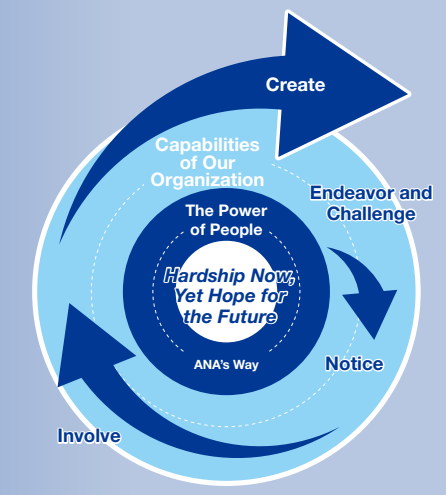 Create
Capabilities
of Our
Organization
Endeavor and
Challenge
The Power
of People
Hardship Now,
Yet Hope for
the Future
ANA's Way
Notice
Involve